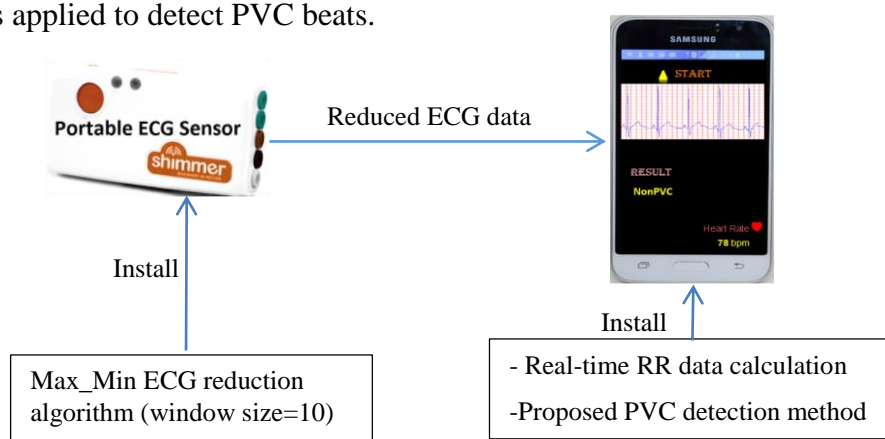 s applied to detect PVC beats.
SAMSUNG
START
Portable ECG Sensor
Reduced ECG data
shimmer
RESULT
NonPVC
Heart Rate
78 bpm
Install
Install
Max_Min ECG reduction
algorithm (window size=10)
- Real-time RR data calculation
-Proposed PVC detection method